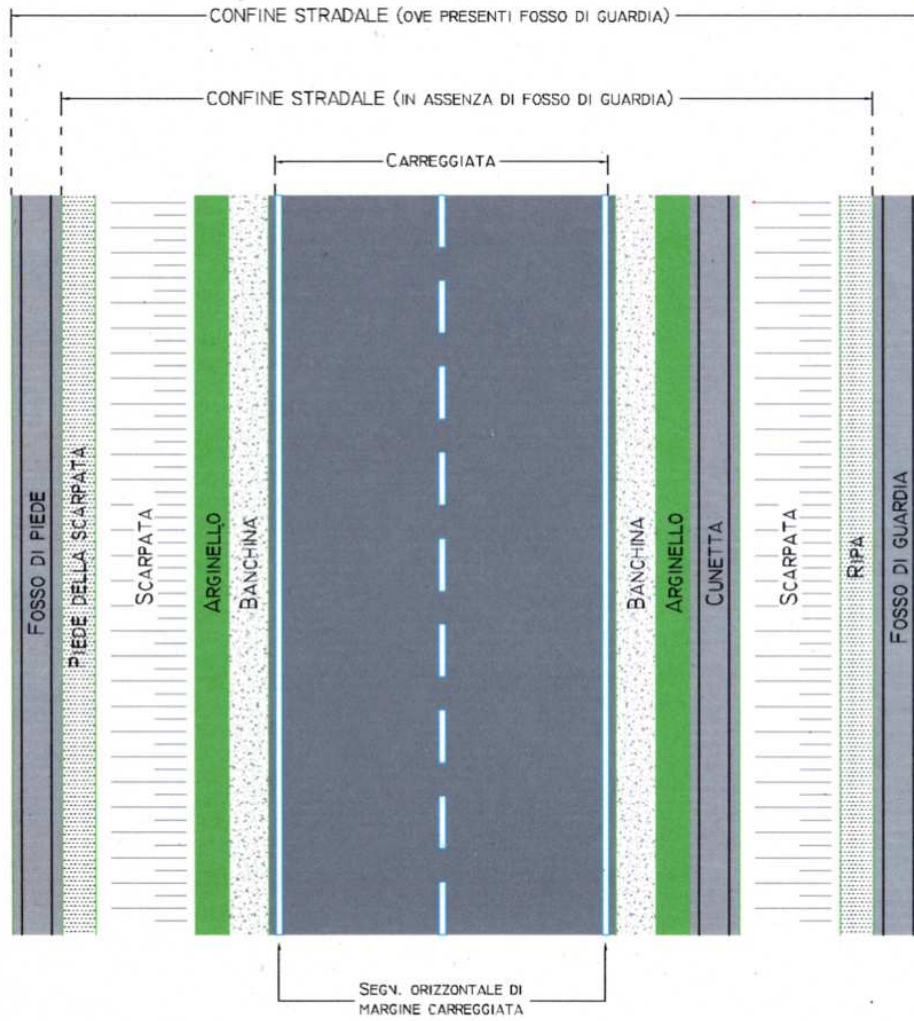 CONFINE STRADALE (OVE PRESENTI FOSSO DI GUARDIA)
CONFINE STRADALE (IN ASSENZA DI FOSSO DI GUARDIA)
CARREGGIATA
FOSSO DI PIEDE
PIEDE DELLA SCARPATA
SCARPATA
ARGINELLO
BANCHINA
BANCHINA
ARGINELLO
CUNETTA
SCARPATA
RIPA
FOSSO DI GUARDIA
SEGN. ORIZZONTALE DI
MARGINE CARREGGIATA